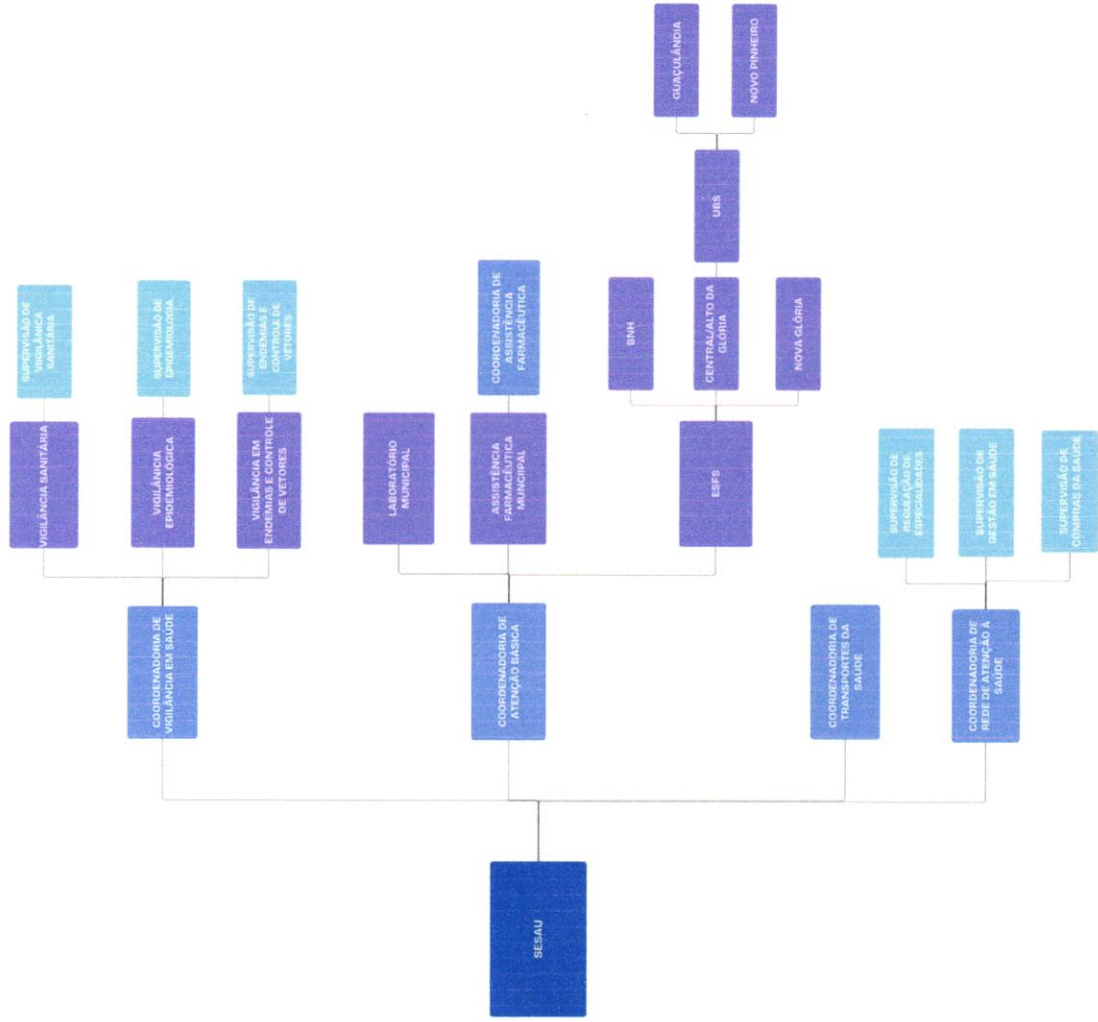 SESAU
COORDENADORIA DE
VIGILÂNCIA EM SAÚDE
VIGILÂNCIA SANITÁRIA
SUPERVISÃO DE
VIGILÂNICA
SANITÁRIA
VIGILÂNICIA
EPIDEMIOLÓGICA
SUPERVISÃO DE
EPIDEMIOLOGIA.
VIGILÂNCIA EM
ENDEMIAS E CONTROLE
DE VETORES
SUPERVISÃO DE
ENDEMIAS E
CONTROLE DE
VETORES
COORDENADORIA DE
ATENÇÃO BÁSICA
LABORATÓRIO
MUNICIPAL
ASSISTÊNCIA
FARMACÊUTICA
MUNCIIPAL
COORDENADORIA DE
ASSISTÊNCIA
FARMACÊUTICA
ESFS
BNH
CENTRAL/ALTO DA
GLÓRIA
NOVA GLÓRIA
UBS
GUAÇULÂNDIA
NOVO PINHEIRO
COORDENADORIA DE
TRANSPORTES DA
SAÚDE
COORDENADORIA DE
REDE DE ATENÇÃO À
SAÚDE
SUPERVISÃO DE
REGULAÇÃO DE
ESPECIALIDADES
SUPERVISÃO DE
GESTÃO EM SAÚDE
SUPERVISÃO DE
COMPRAS DA SAÚDE